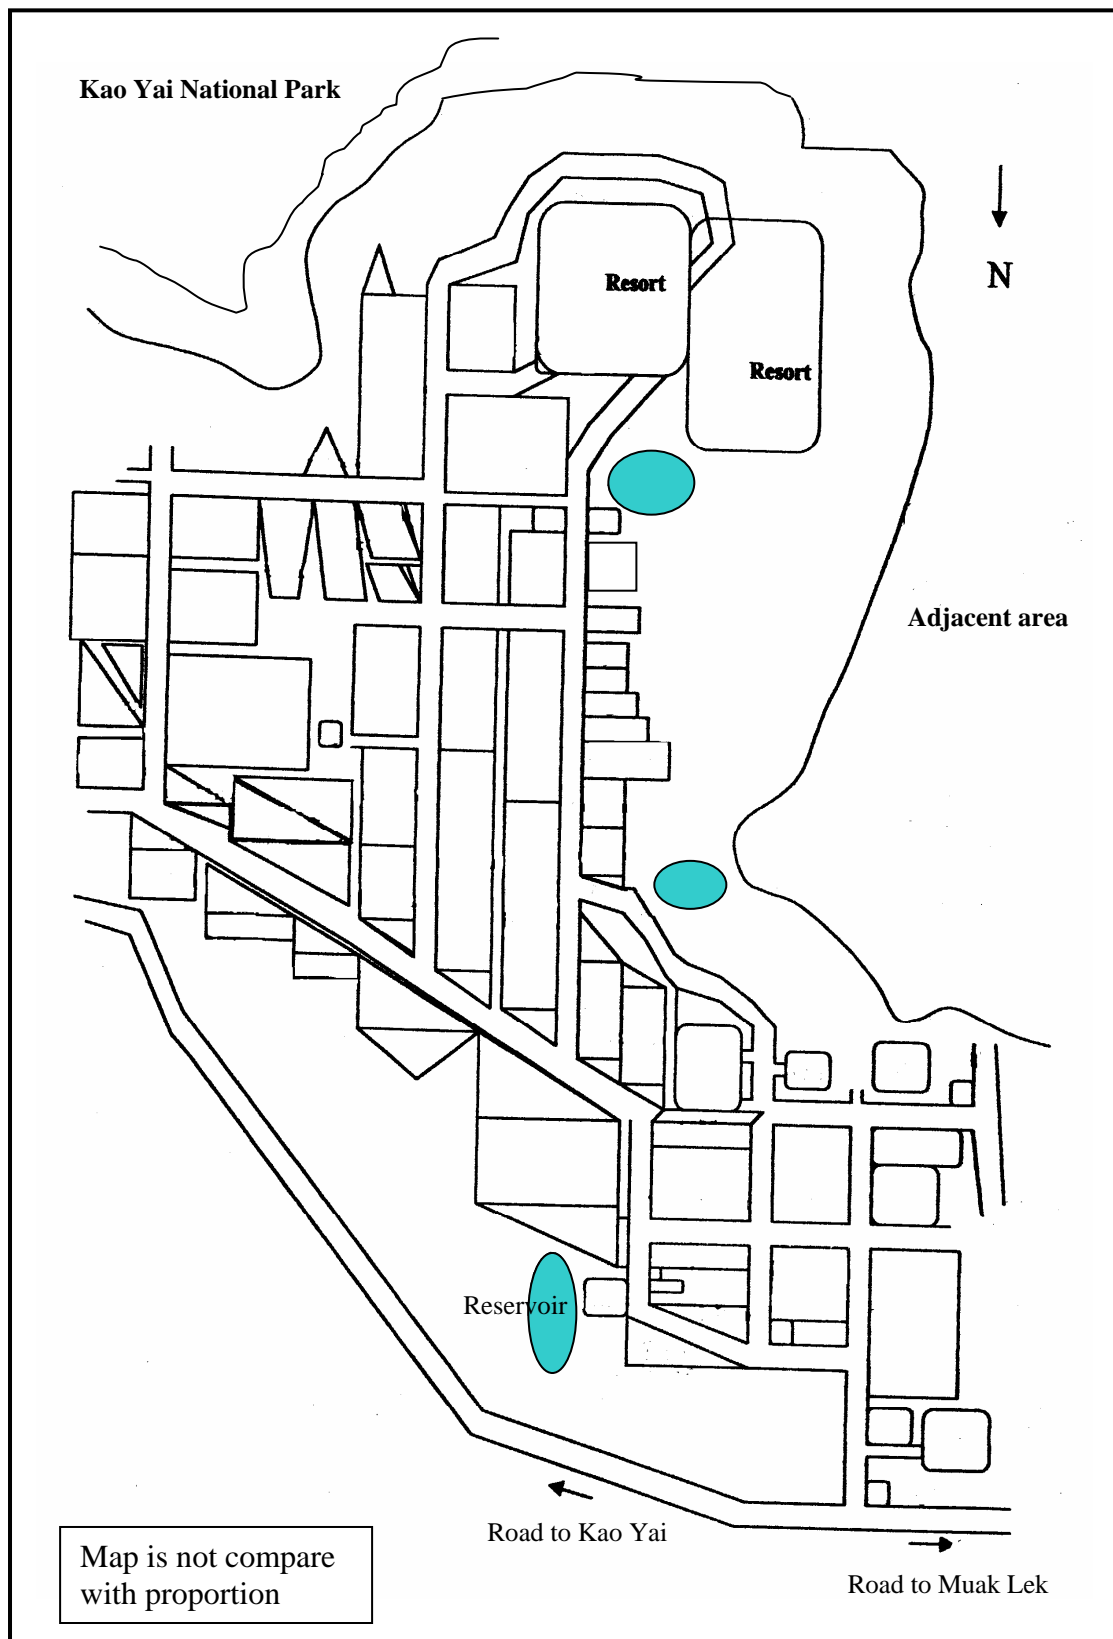 Kao Yai National Park
N
Resort
Resort
Adjacent area
Reservoir
Road to Kao Yai
Map is not compare
with proportion
Road to Muak Lek